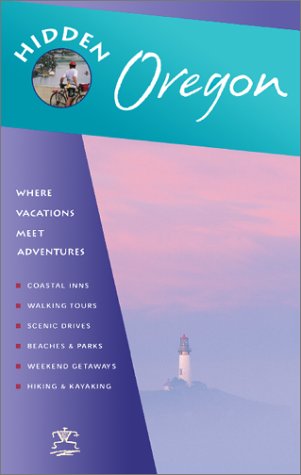 HIDDEN
Oregon
WHERE
VACATIONS
MEET
ADVENTURES
COASTAL INNS
WALKING TOURS
SCENIC DRIVES
BEACHES & PARKS
WEEKEND GETAWAYS
HIKING & KAYAKING